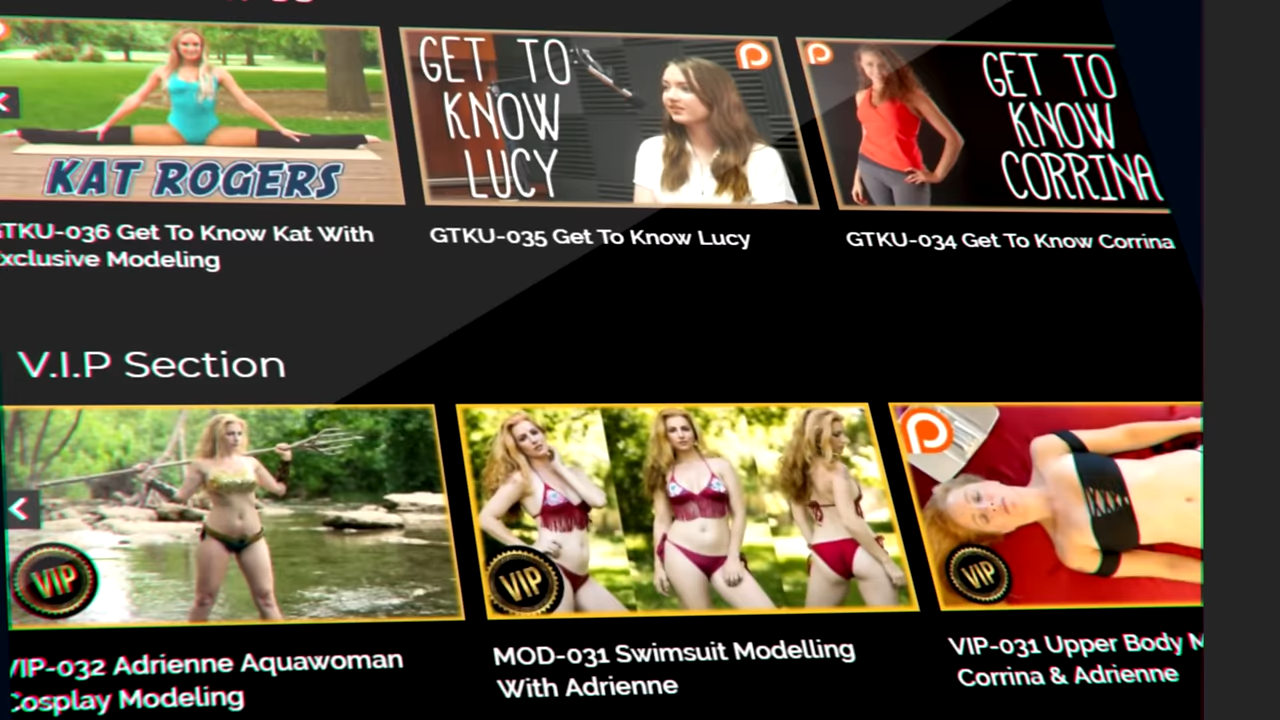 GET TO
KNOW
LUCY
GET TO
KNOW
CORRINA
KAT ROGERS
GTKU-036 Get To Know Kat With
Exclusive Modeling
GTKU-035 Get To Know Lucy
GTKU-034 Get To Know Corrina
V.I.P Section
VIP
VIP
VIP
VIP-032 Adrienne Aquawoman
Cosplay Modeling
MOD-031 Swimsuit Modelling
With Adrienne
VIP-031 Upper Body M
Corrina & Adrienne